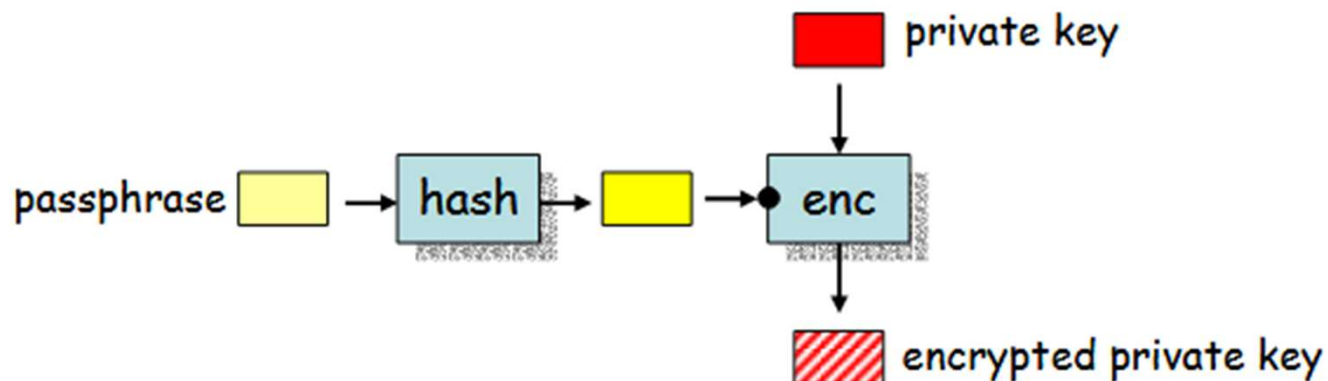 private key
passphrase
hash
enc
encrypted private key